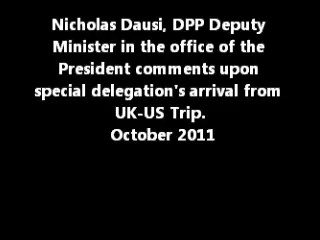 Nicholas Dausi, DPP Deputy
Minister in the office of the
President comments upon
special delegation's arrival from
UK-US Trip.
October 2011